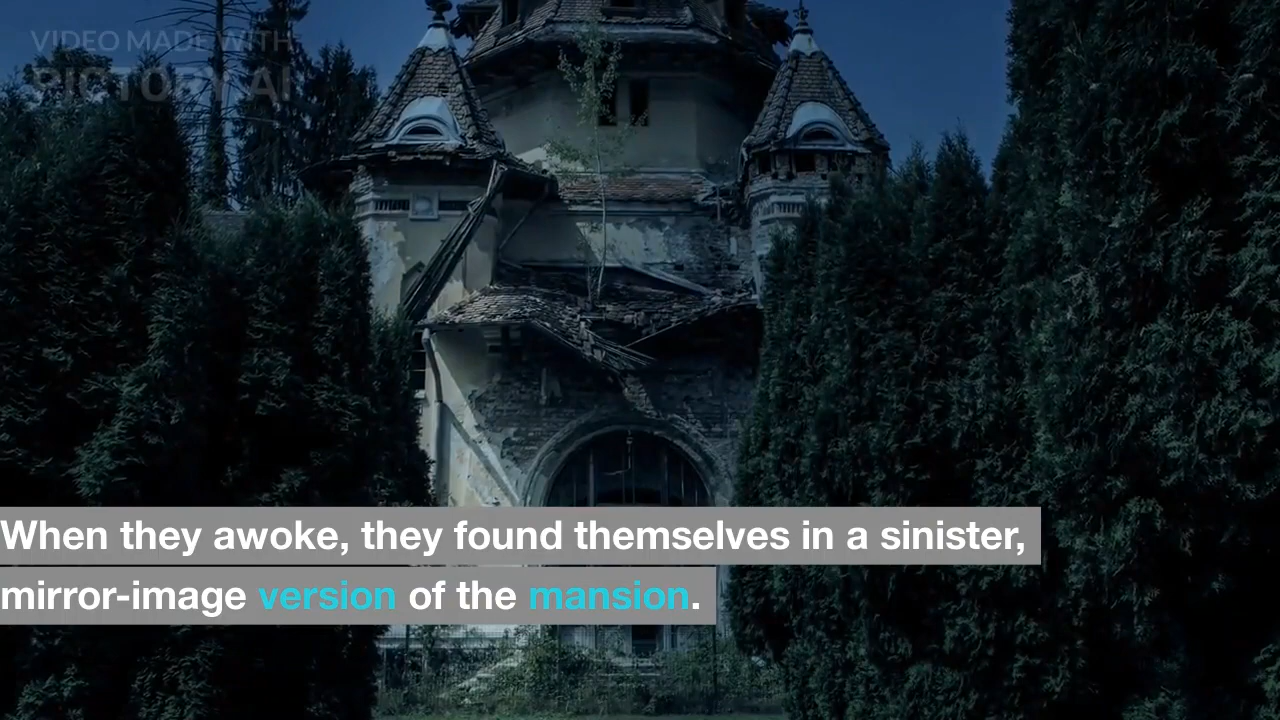 VIDEO MADE WITH
PICTORY AI
When they awoke, they found themselves in a sinister,
mirror-image version of the mansion.